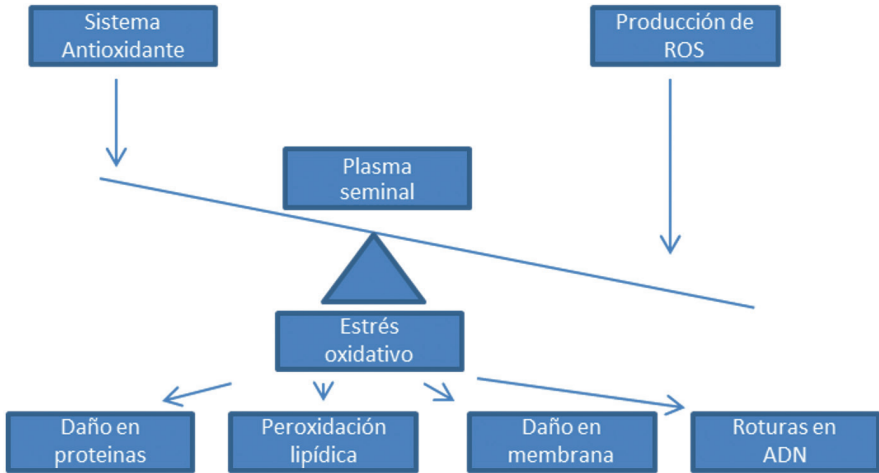 Sistema
Antioxidante
Producción de
ROS
Plasma
seminal
Estrés
oxidativo
Daño en
proteinas
Peroxidación
lipídica
Daño en
membrana
Roturas en
ADN